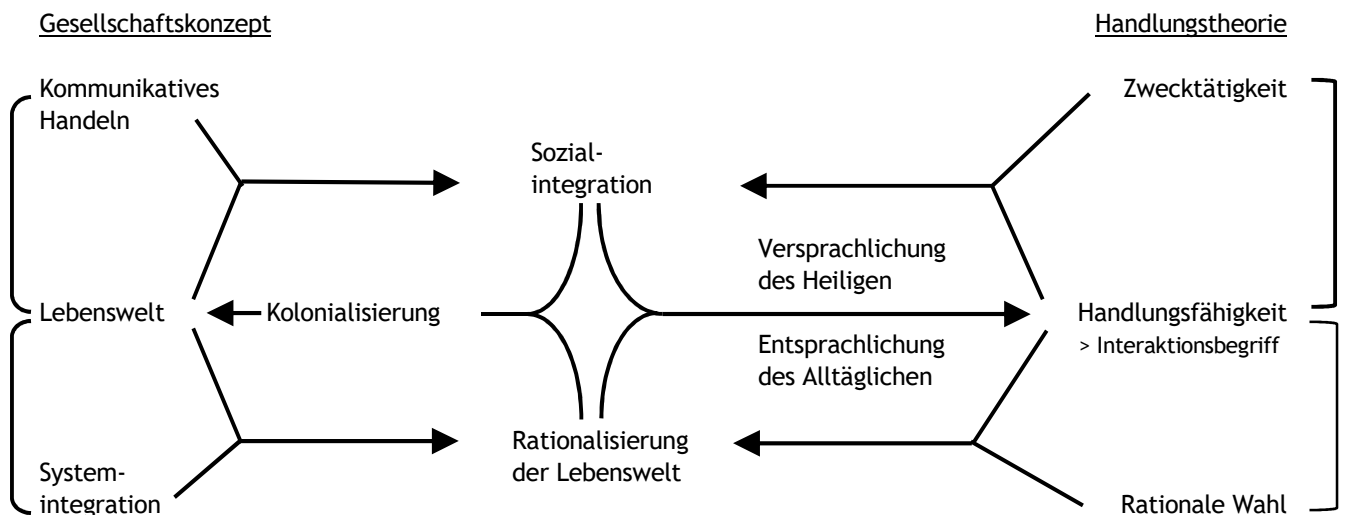 Gesellschaftskonzept
Handlungstheorie
Kommunikatives
Handeln
Zwecktätigkeit
Sozial-
integration
Versprachlichung
des Heiligen
Lebenswelt
Kolonialisierung
Handlungsfähigkeit
> Interaktionsbegriff
Entsprachlichung
des Alltäglichen
Rationalisierung
der Lebenswelt
System-
integration
Rationale Wahl